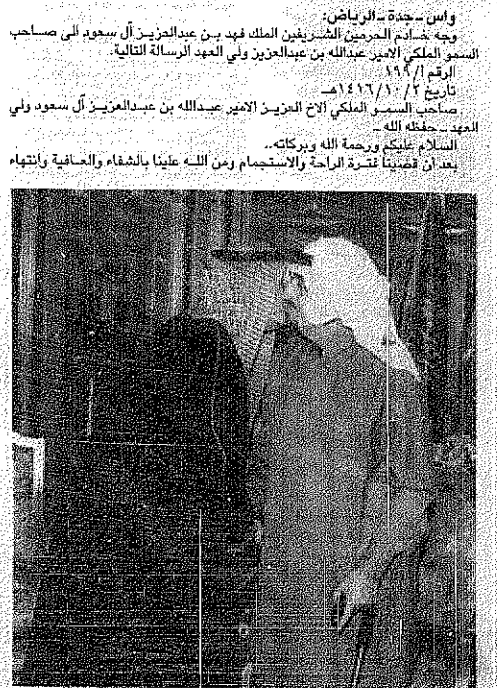 واس ـ جدة ـ الرياض:
وجه خادم الحرمين الشريفين الملك فهد بن عبدالعزيز آل سعود الى صاحب
السمو الملكي الامير عبدالله بن عبدالعزيز ولي العهد الرسالة التالية.
الرقم ١/
تاريخ ١٤١٦/١٠/٢هـ
صاحب السمو الملكي الاخ العزيز الامير عبدالله بن عبدالعزيز آل سعود ولي
العهد ـ حفظه الله ـ
السلام عليكم ورحمة الله وبركاته..
بعد ان قضينا فترة الراحة والاستجمام ومن الله علينا بالشفاء والعافية وانتهاء